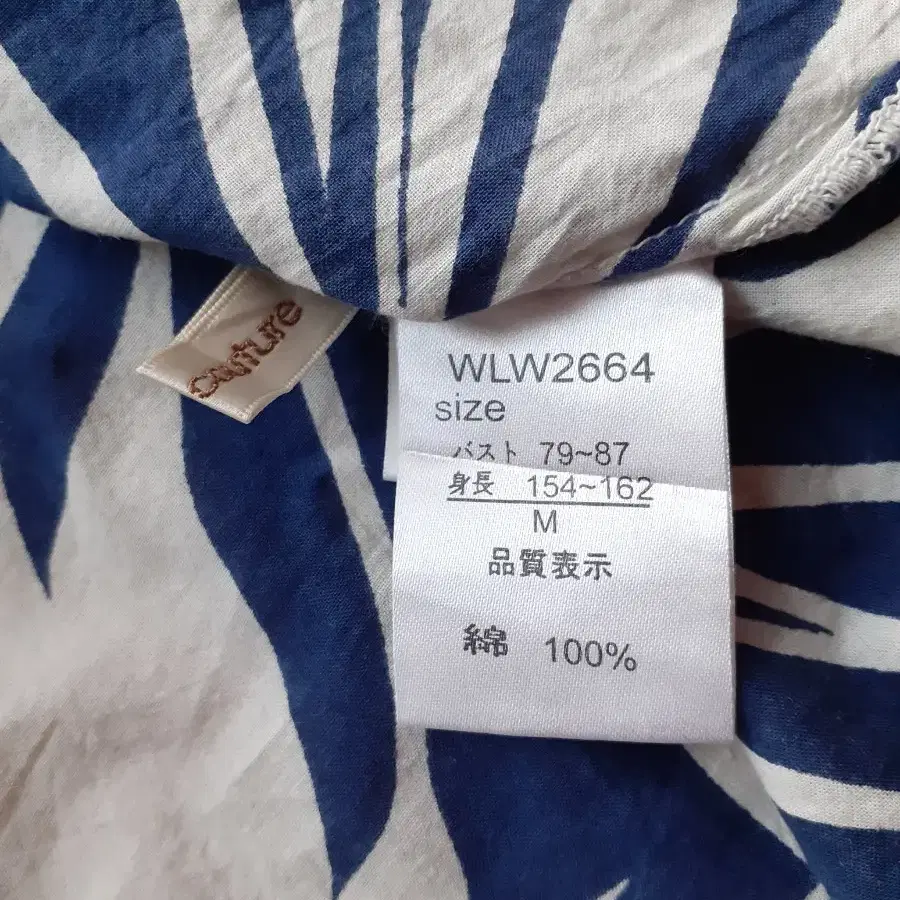 couture
WLW2664
size
バスト 79~87
身長 154~162
M
品質表示
綿 100%